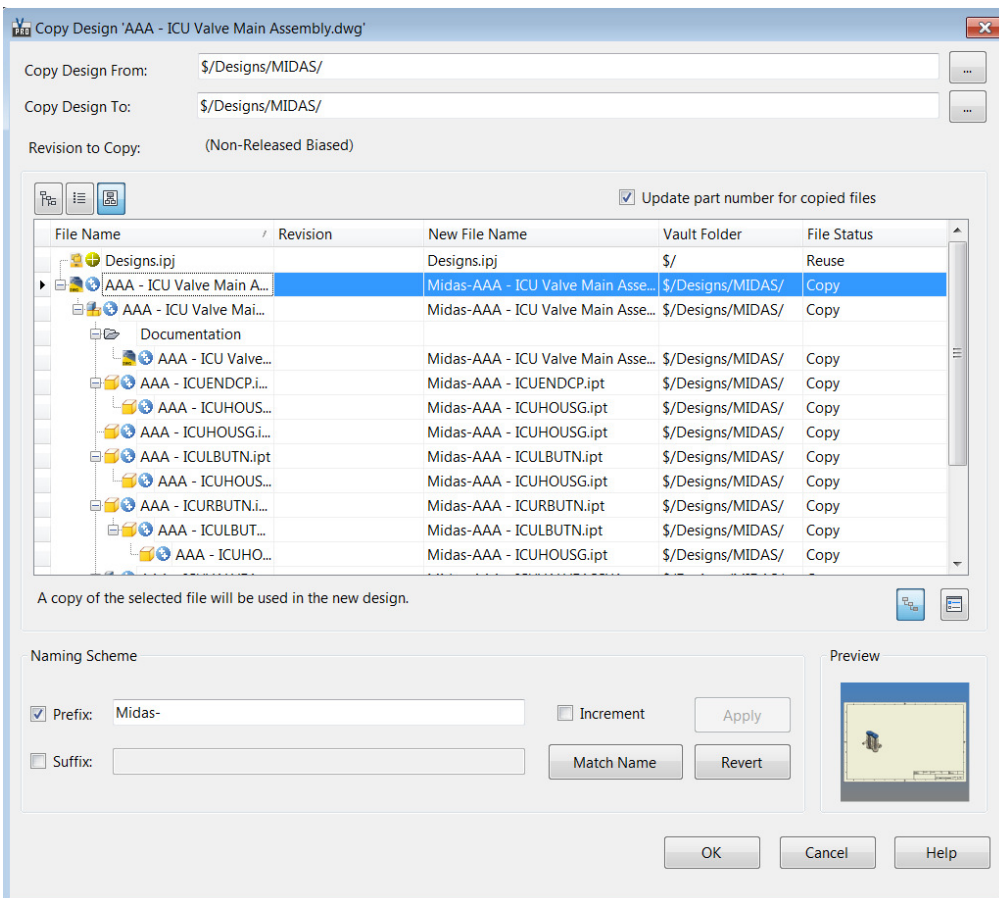 Copy Design 'AAA - ICU Valve Main Assembly.dwg'
Copy Design From: $/Designs/MIDAS/ ...
Copy Design To: $/Designs/MIDAS/ ...
Revision to Copy: (Non-Released Biased)
Update part number for copied files
File Name / Revision New File Name Vault Folder File Status
Designs.ipj Designs.ipj $/ Reuse
AAA - ICU Valve Main A... Midas-AAA - ICU Valve Main Asse... $/Designs/MIDAS/ Copy
AAA - ICU Valve Mai... Midas-AAA - ICU Valve Main Asse... $/Designs/MIDAS/ Copy
Documentation
AAA - ICU Valve... Midas-AAA - ICU Valve Main Asse... $/Designs/MIDAS/ Copy
AAA - ICUENDCP.i... Midas-AAA - ICUENDCP.ipt $/Designs/MIDAS/ Copy
AAA - ICUHOUS... Midas-AAA - ICUHOUSG.ipt $/Designs/MIDAS/ Copy
AAA - ICUHOUSG.i... Midas-AAA - ICUHOUSG.ipt $/Designs/MIDAS/ Copy
AAA - ICULBUTN.ipt Midas-AAA - ICULBUTN.ipt $/Designs/MIDAS/ Copy
AAA - ICUHOUS... Midas-AAA - ICUHOUSG.ipt $/Designs/MIDAS/ Copy
AAA - ICURBUTN.i... Midas-AAA - ICURBUTN.ipt $/Designs/MIDAS/ Copy
AAA - ICULBUT... Midas-AAA - ICULBUTN.ipt $/Designs/MIDAS/ Copy
AAA - ICUHO... Midas-AAA - ICUHOUSG.ipt $/Designs/MIDAS/ Copy
A copy of the selected file will be used in the new design.
Naming Scheme Preview
Prefix: Midas- Increment Apply
Suffix: Match Name Revert
OK Cancel Help